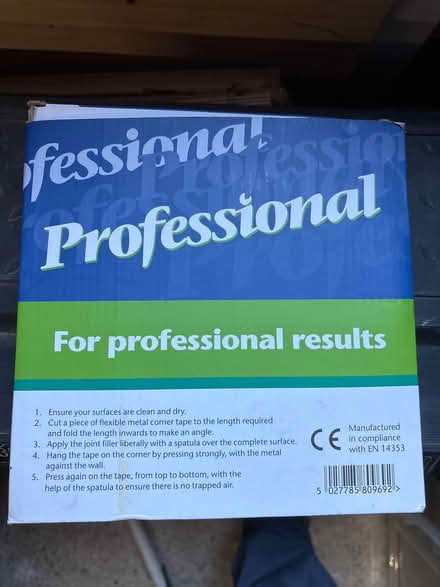 ofessional
Professional
Professional
For professional results
1. Ensure your surfaces are clean and dry.
2. Cut a piece of flexible metal corner tape to the length required
and fold the length inwards to make an angle.
3. Apply the joint filler liberally with a spatula over the complete surface.
4. Hang the tape on the corner by pressing strongly, with the metal
against the wall.
5. Press again on the tape, from top to bottom, with the
help of the spatula to ensure there is no trapped air.
CE
Manufactured
in compliance
with EN 14353
5 027785 809692 >